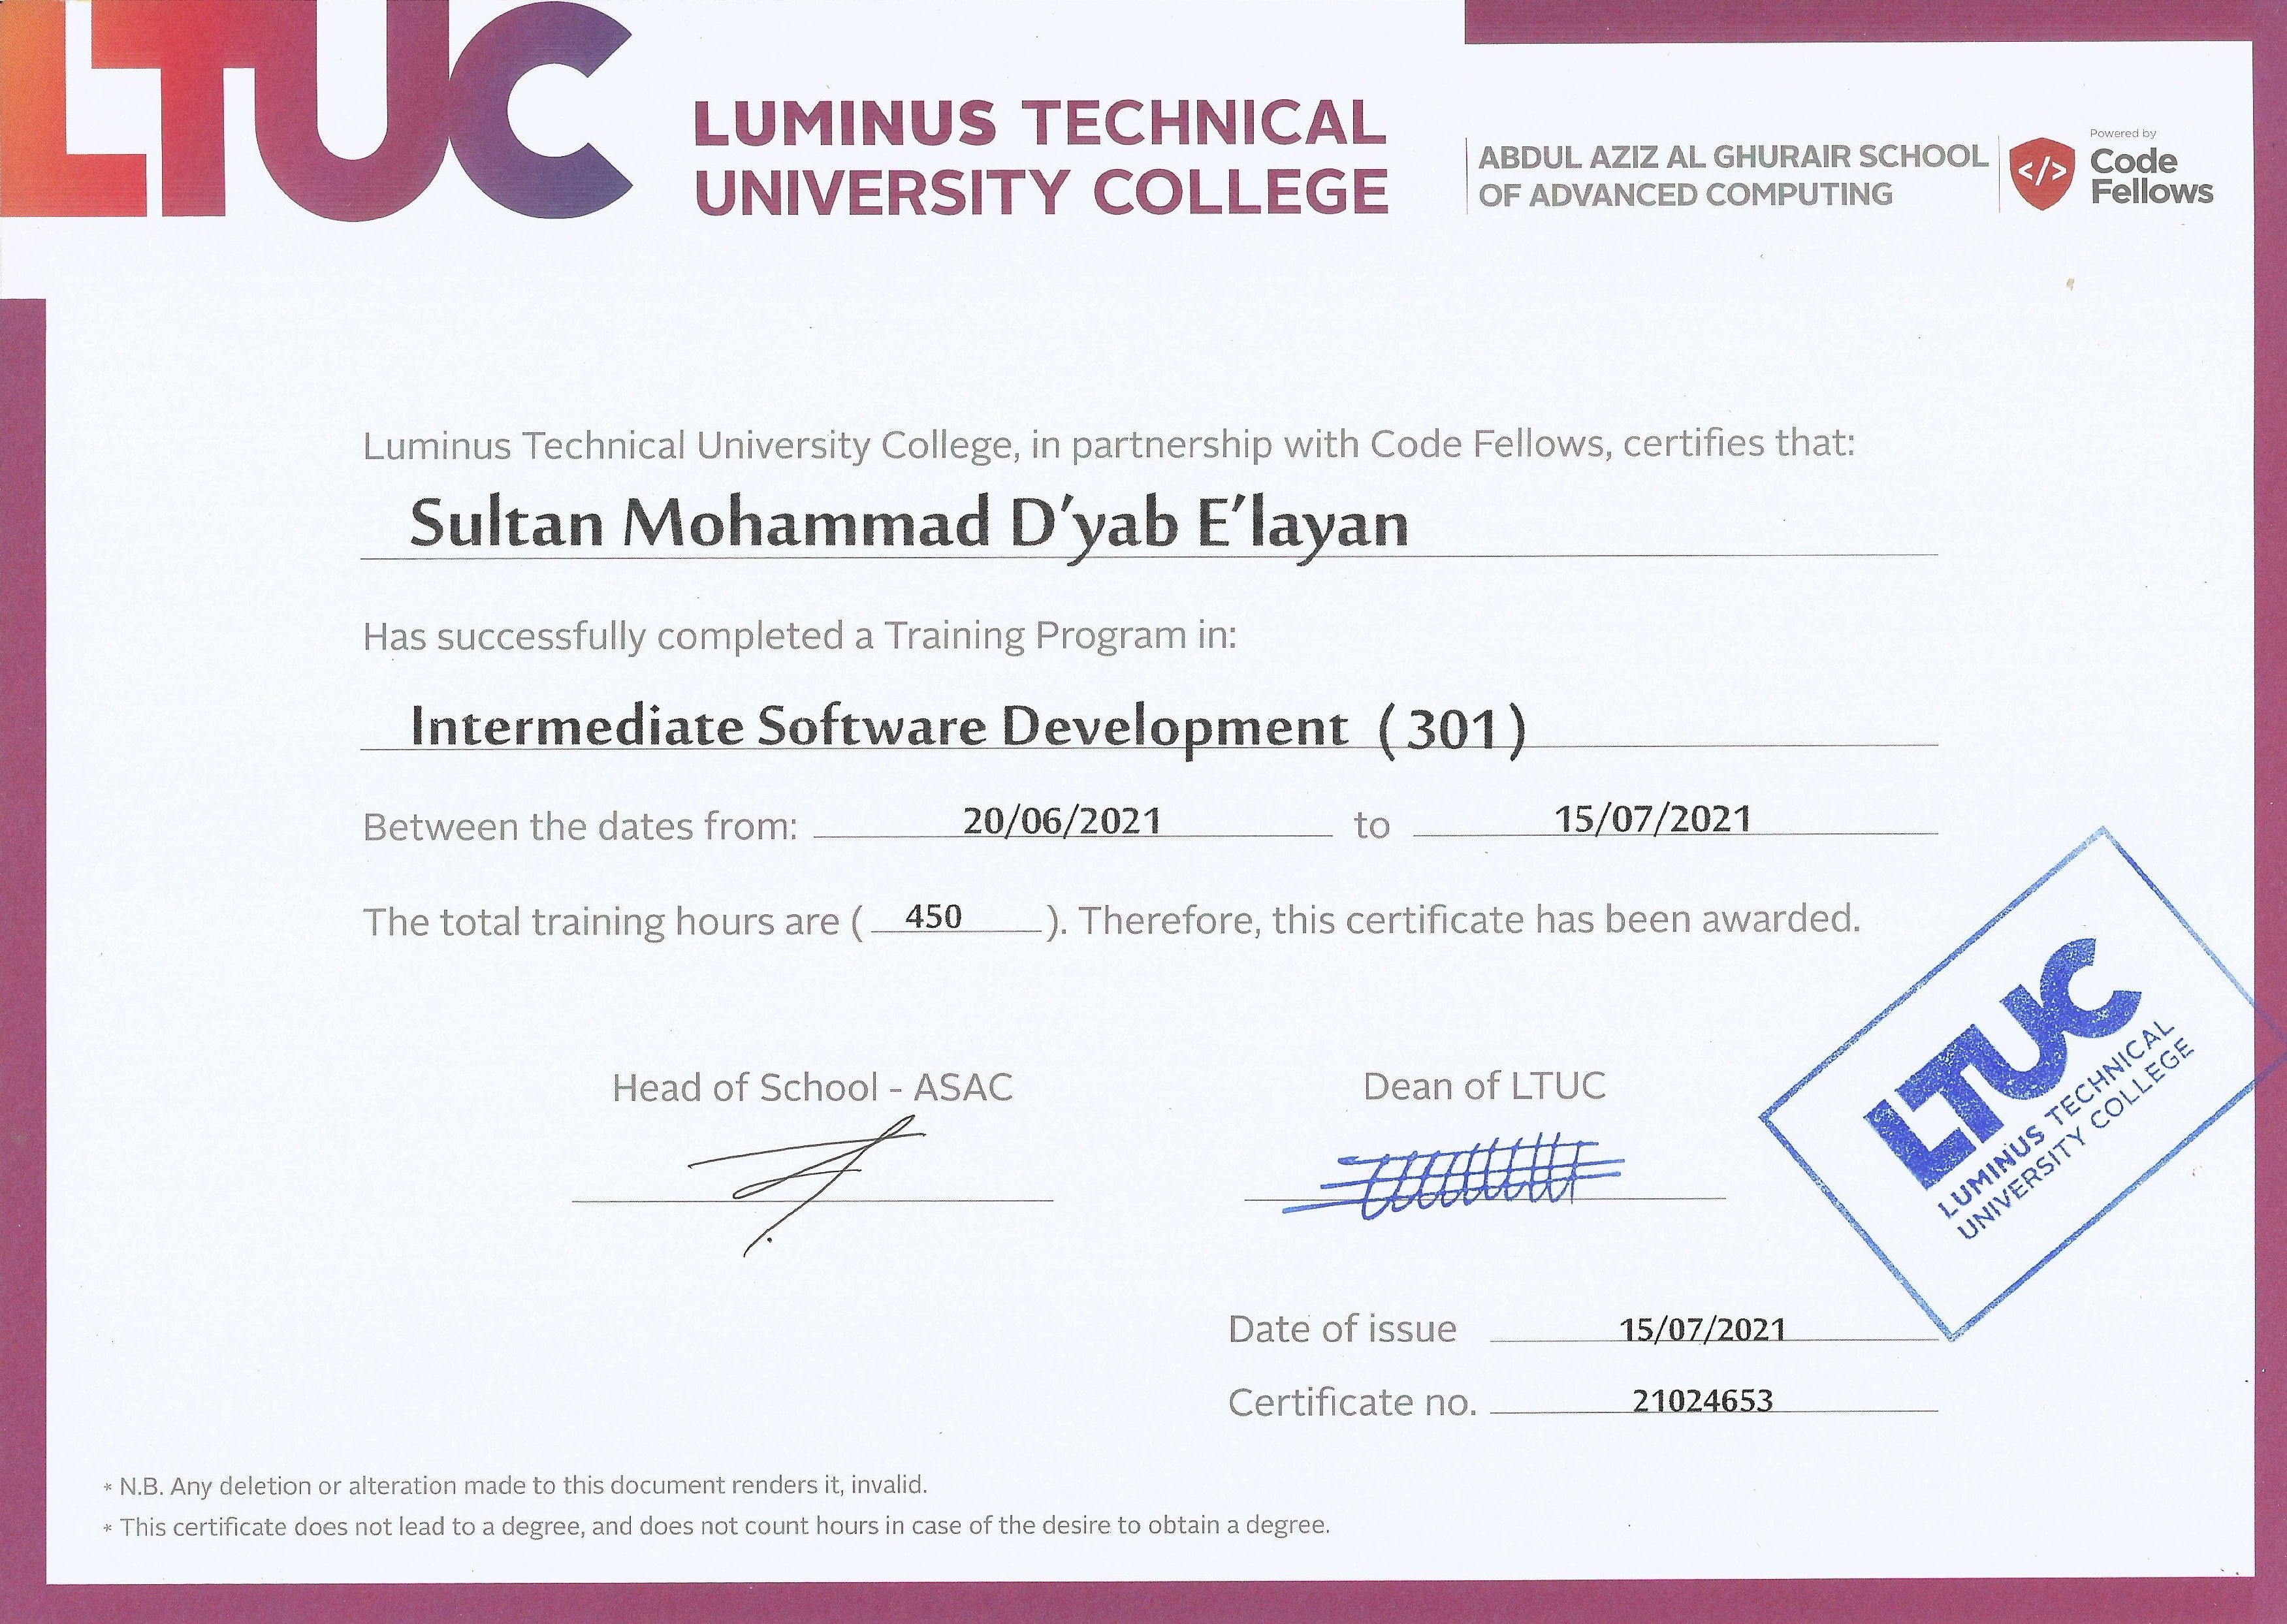 LTUC
LUMINUS TECHNICAL
UNIVERSITY COLLEGE
ABDUL AZIZ AL GHURAIR SCHOOL
OF ADVANCED COMPUTING
</>
Powered by
Code
Fellows
Luminus Technical University College, in partnership with Code Fellows, certifies that:
Sultan Mohammad D'yab E'layan
Has successfully completed a Training Program in:
Intermediate Software Development (301)
Between the dates from: 20/06/2021 to 15/07/2021
The total training hours are ( 450 ). Therefore, this certificate has been awarded.
Head of School - ASAC
Dean of LTUC
LTUC
LUMINUS TECHNICAL
UNIVERSITY COLLEGE
Date of issue 15/07/2021
Certificate no. 21024653
* N.B. Any deletion or alteration made to this document renders it, invalid.
* This certificate does not lead to a degree, and does not count hours in case of the desire to obtain a degree.